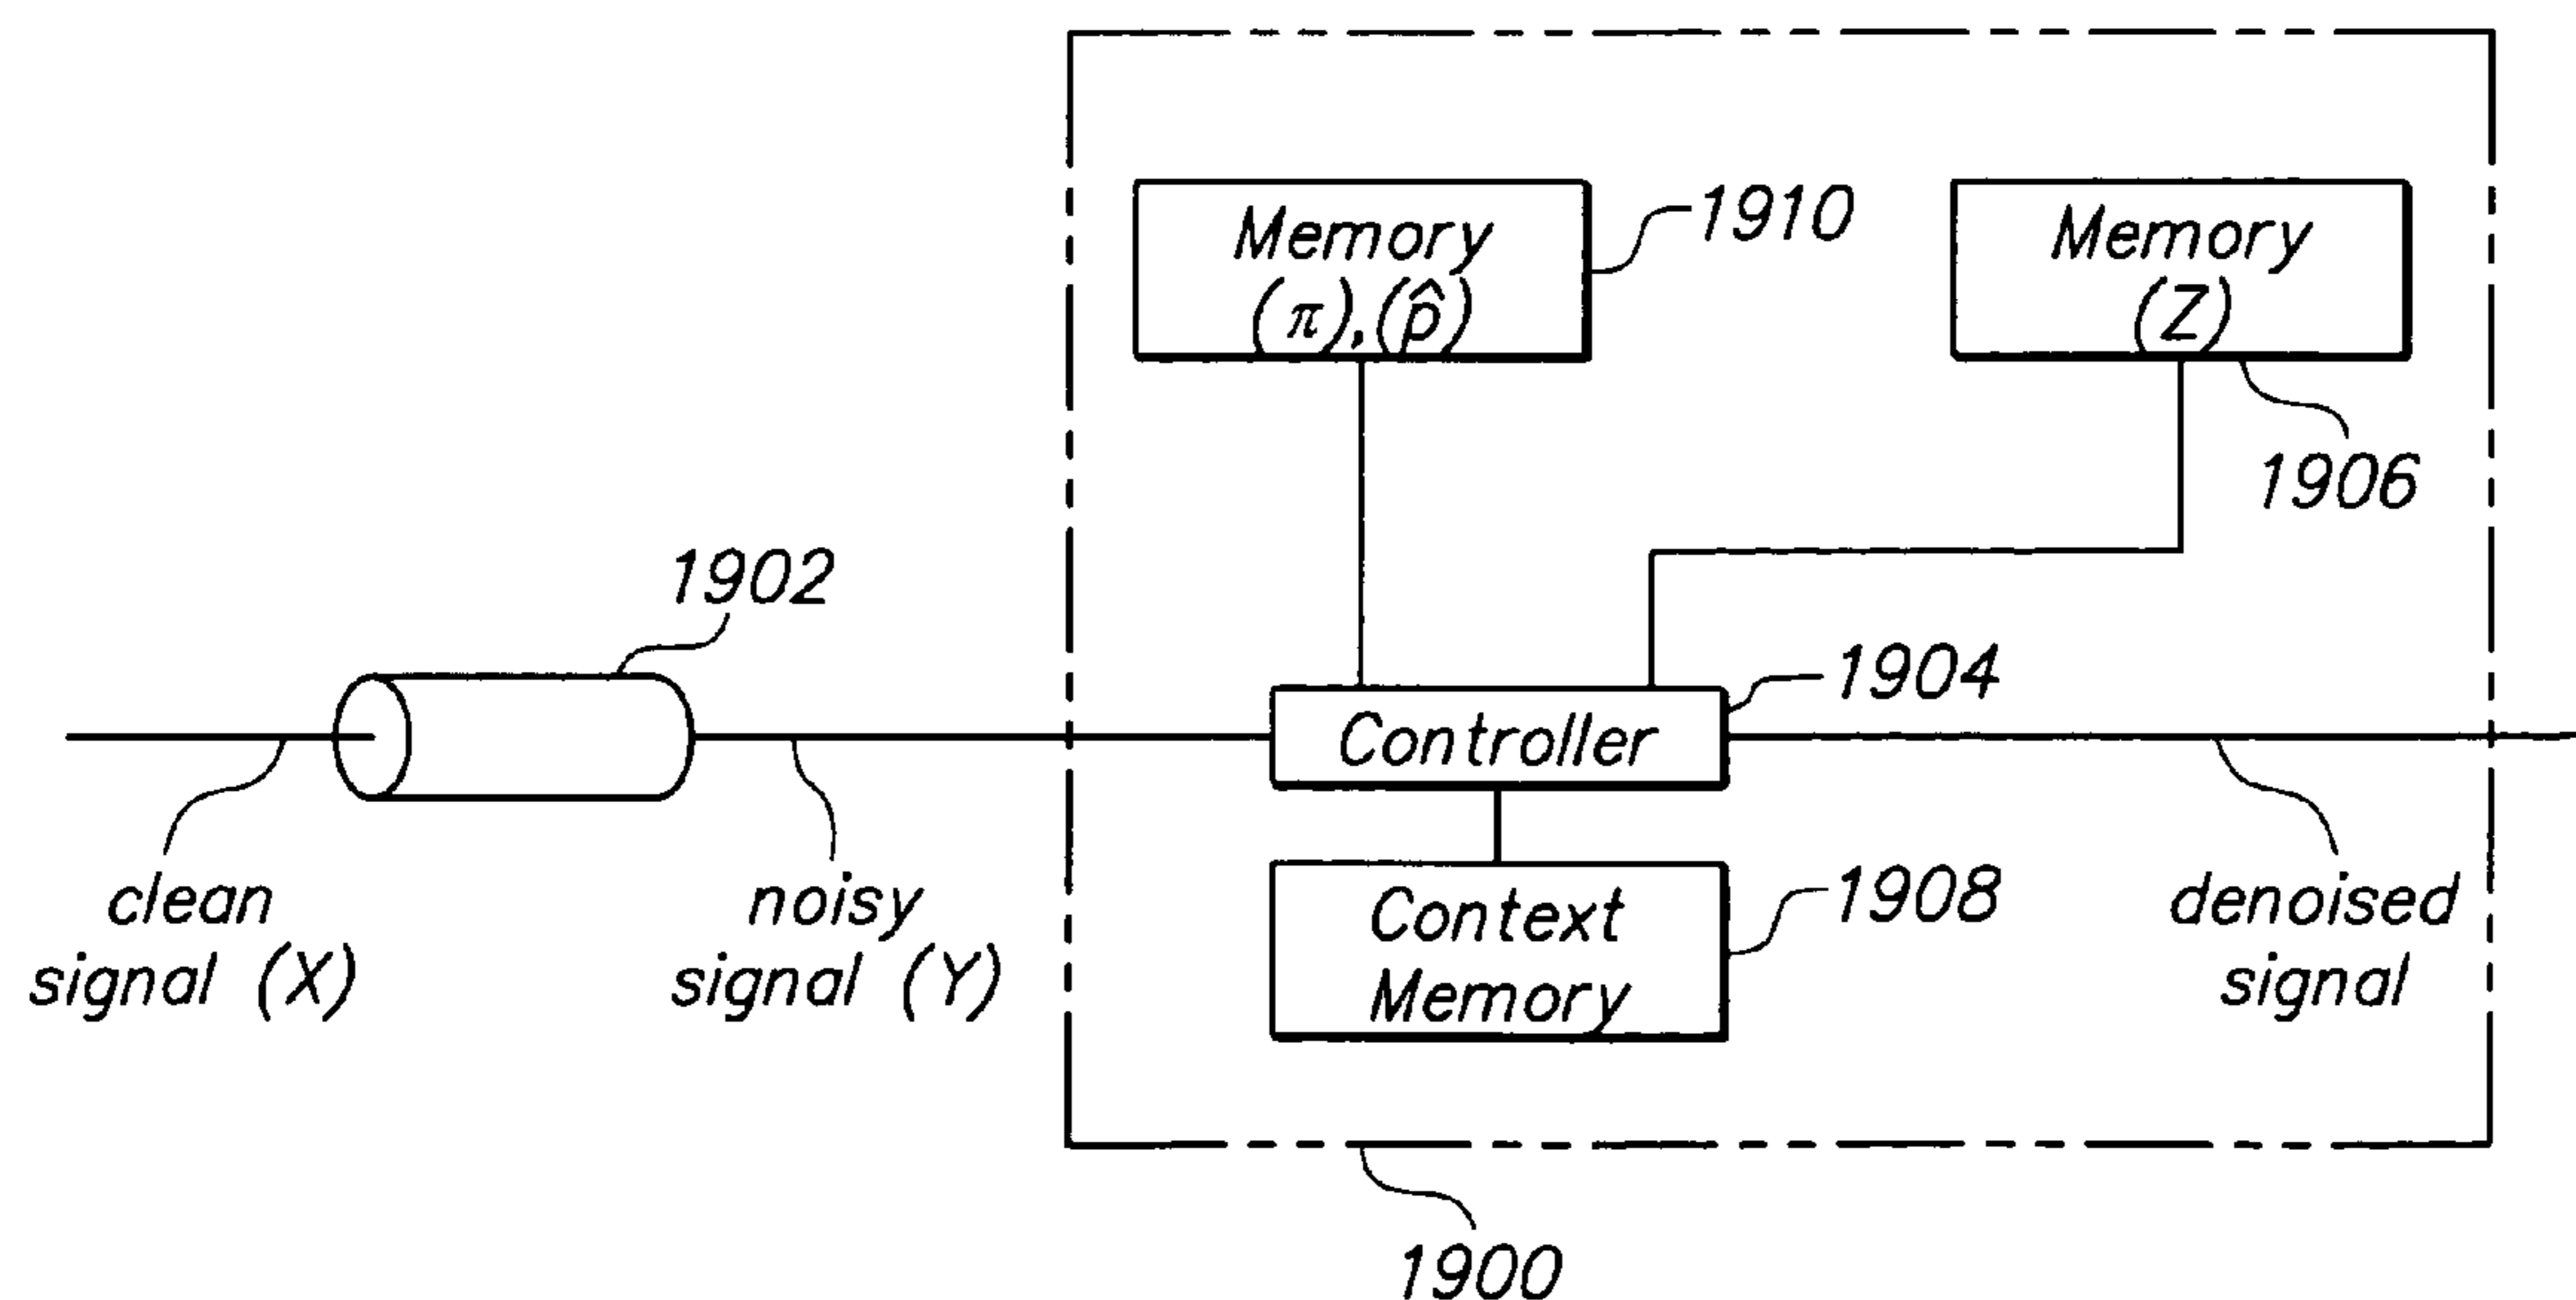 Memory
(π),(p̂)
1910
Memory
(Z)
1906
1902
1904
Controller
clean
signal (X)
noisy
signal (Y)
Context
Memory
1908
denoised
signal
1900